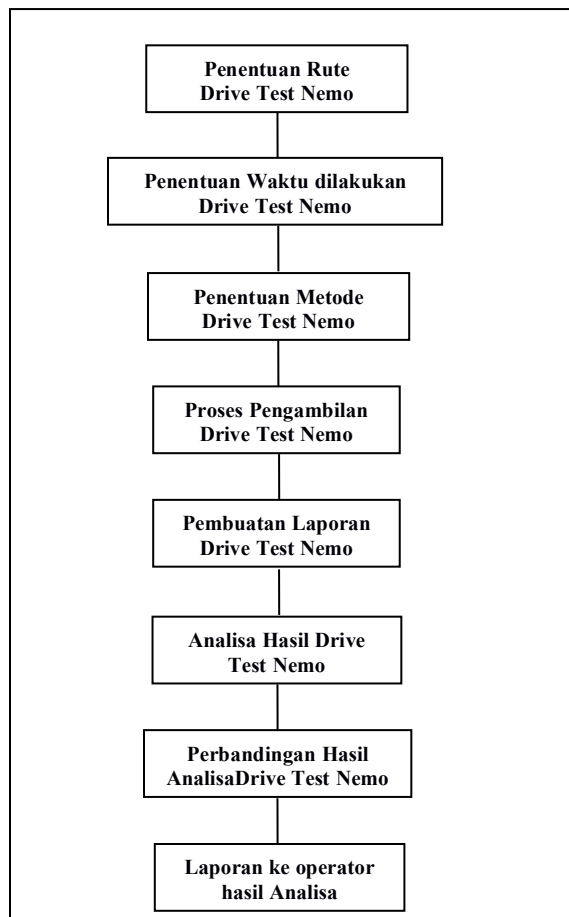 Penentuan Rute
Drive Test Nemo
Penentuan Waktu dilakukan
Drive Test Nemo
Penentuan Metode
Drive Test Nemo
Proses Pengambilan
Drive Test Nemo
Pembuatan Laporan
Drive Test Nemo
Analisa Hasil Drive
Test Nemo
Perbandingan Hasil
AnalisaDrive Test Nemo
Laporan ke operator
hasil Analisa